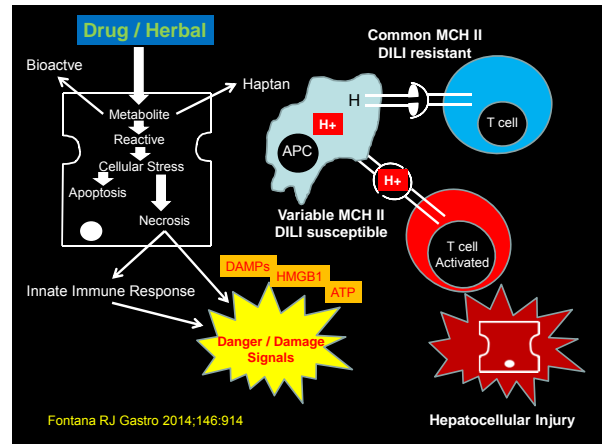 Drug / Herbal
Bioactve
Haptan
Metabolite
Reactive
Cellular Stress
Apoptosis
Necrosis
Innate Immune Response
DAMPs
HMGB1
ATP
Danger / Damage
Signals
Common MCH II
DILI resistant
H
H+
APC
T cell
H+
Variable MCH II
DILI susceptible
T cell
Activated
Hepatocellular Injury
Fontana RJ Gastro 2014;146:914